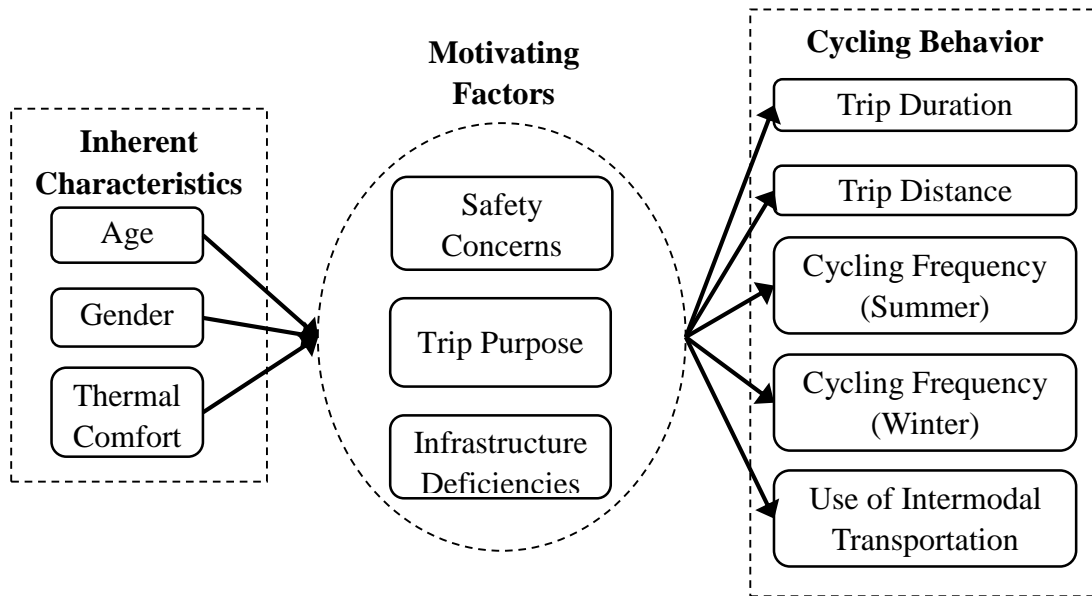 Inherent
Characteristics
Age
Gender
Thermal
Comfort
Motivating
Factors
Safety
Concerns
Trip Purpose
Infrastructure
Deficiencies
Cycling Behavior
Trip Duration
Trip Distance
Cycling Frequency
(Summer)
Cycling Frequency
(Winter)
Use of Intermodal
Transportation